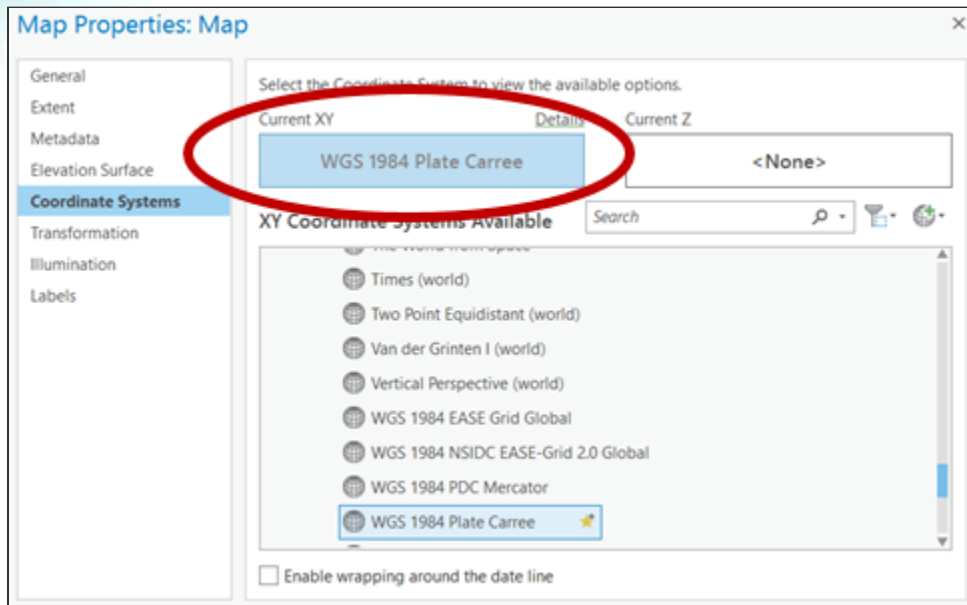 Map Properties: Map
General
Extent
Metadata
Elevation Surface
Coordinate Systems
Transformation
Illumination
Labels
Select the Coordinate System to view the available options.
Current XY Details Current Z
WGS 1984 Plate Carree <None>
XY Coordinate Systems Available Search
The World from Space
Times (world)
Two Point Equidistant (world)
Van der Grinten I (world)
Vertical Perspective (world)
WGS 1984 EASE Grid Global
WGS 1984 NSIDC EASE-Grid 2.0 Global
WGS 1984 PDC Mercator
WGS 1984 Plate Carree
Enable wrapping around the date line